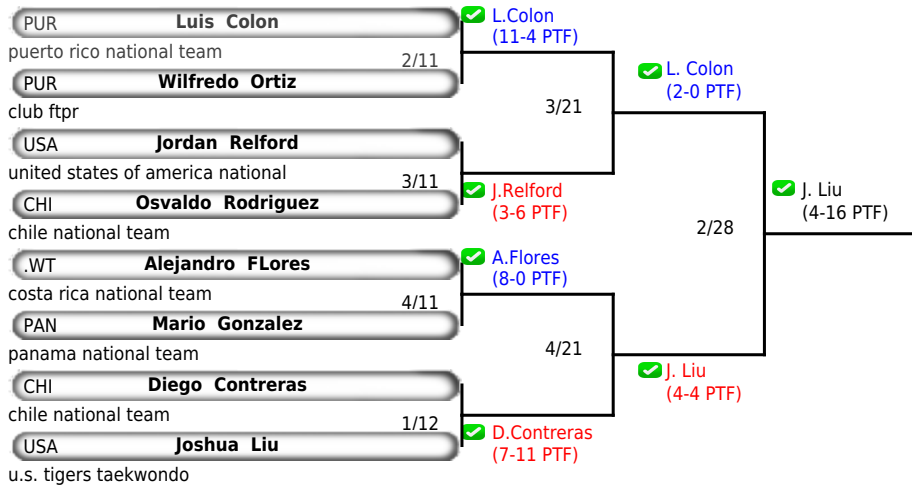 PUR Luis Colon
puerto rico national team
2/11
PUR Wilfredo Ortiz
club ftpr
USA Jordan Relford
united states of america national
3/11
CHI Osvaldo Rodriguez
chile national team
.WT Alejandro FLores
costa rica national team
4/11
PAN Mario Gonzalez
panama national team
CHI Diego Contreras
chile national team
1/12
USA Joshua Liu
u.s. tigers taekwondo
L.Colon
(11-4 PTF)
3/21
J.Relford
(3-6 PTF)
A.Flores
(8-0 PTF)
4/21
D.Contreras
(7-11 PTF)
L. Colon
(2-0 PTF)
2/28
J. Liu
(4-4 PTF)
J. Liu
(4-16 PTF)